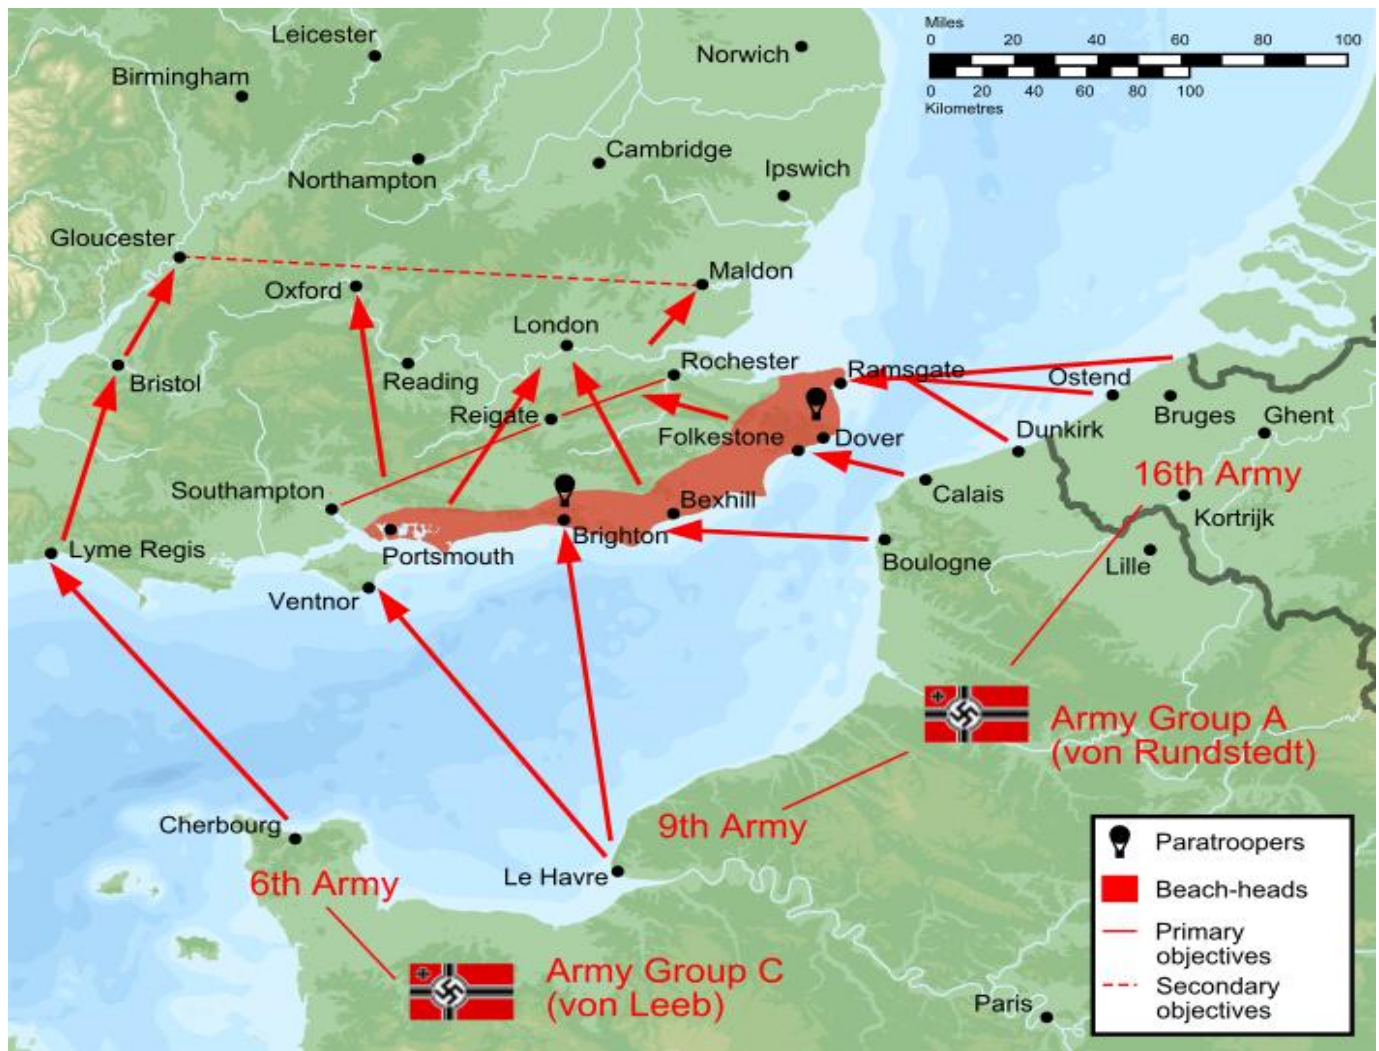 Miles
0 20 40 60 80 100
0 20 40 60 80 100
Kilometres
Leicester
Norwich
Birmingham
Cambridge
Ipswich
Northampton
Gloucester
Maldon
Oxford
London
Rochester
Ramsgate
Bristol
Reading
Ostend
Bruges
Reigate
Ghent
Folkestone
Dover
Dunkirk
16th Army
Southampton
Calais
Bexhill
Kortrijk
Brighton
Lyme Regis
Portsmouth
Boulogne
Lille
Ventnor
Army Group A
(von Rundstedt)
Cherbourg
9th Army
6th Army
Le Havre
Army Group C
(von Leeb)
Paris
Paratroopers
Beach-heads
Primary
objectives
Secondary
objectives